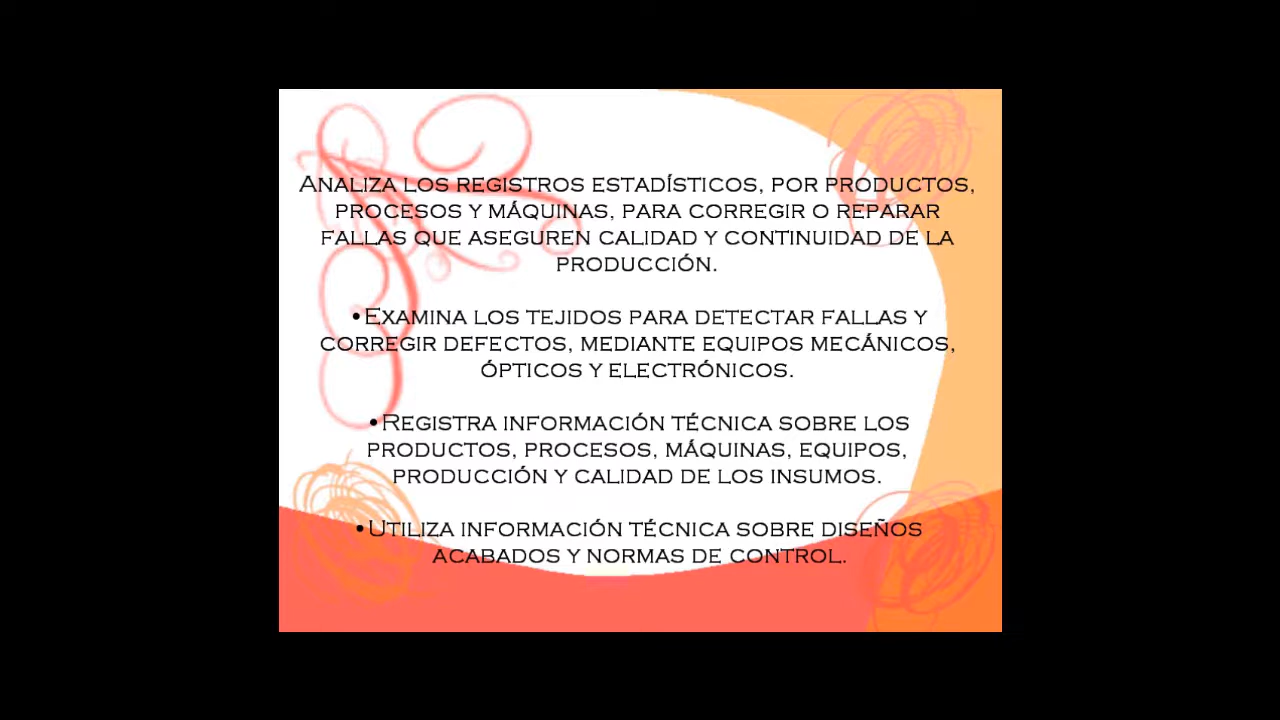 Analiza los registros estadísticos, por productos,
procesos y máquinas, para corregir o reparar
fallas que aseguren calidad y continuidad de la
producción.
•Examina los tejidos para detectar fallas y
corregir defectos, mediante equipos mecánicos,
ópticos y electrónicos.
•Registra información técnica sobre los
productos, procesos, máquinas, equipos,
producción y calidad de los insumos.
•Utiliza información técnica sobre diseños
acabados y normas de control.